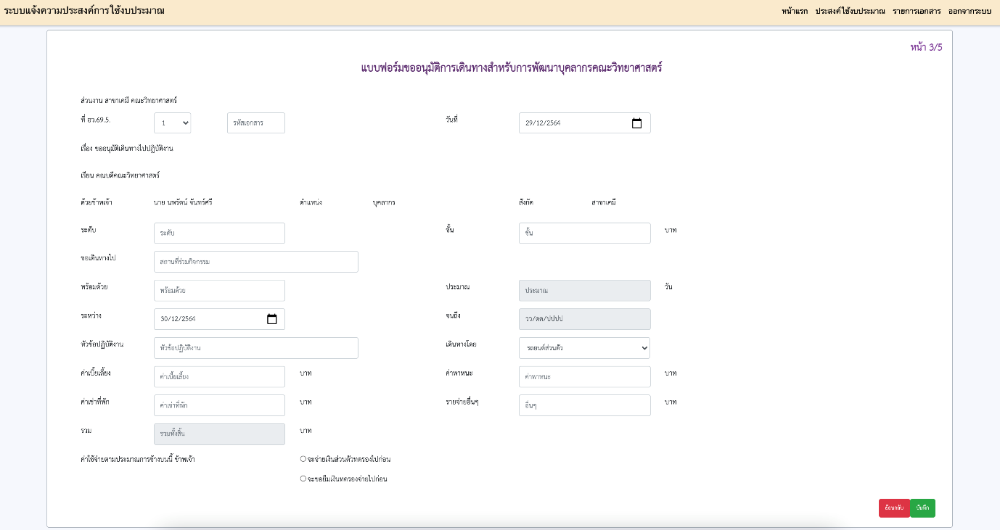 ระบบแจ้งความประสงค์การใช้งบประมาณ หน้าแรก ประสงค์ใช้งบประมาณ รายการเอกสาร ออกจากระบบ
หน้า 3/5
แบบฟอร์มขออนุมัติการเดินทางสำหรับการพัฒนาบุคลากรคณะวิทยาศาสตร์
ส่วนงาน สาขาเคมี คณะวิทยาศาสตร์
ที่ อว.69.5. 1 รหัสเอกสาร วันที่ 29/12/2564
เรื่อง ขออนุมัติเดินทางไปปฏิบัติงาน
เรียน คณบดีคณะวิทยาศาสตร์
ด้วยข้าพเจ้า นาย นพรัตน์ จันทร์ศรี ตำแหน่ง บุคลากร สังกัด สาขาเคมี
ระดับ ระดับ ขั้น ขั้น บาท
ขอเดินทางไป สถานที่ร่วมกิจกรรม
พร้อมด้วย พร้อมด้วย ประมาณ ประมาณ วัน
ระหว่าง 30/12/2564 จนถึง วว/ดด/ปปปป
หัวข้อปฏิบัติงาน หัวข้อปฏิบัติงาน เดินทางโดย รถยนต์ส่วนตัว
ค่าเบี้ยเลี้ยง ค่าเบี้ยเลี้ยง บาท ค่าพาหนะ ค่าพาหนะ บาท
ค่าเช่าที่พัก ค่าเช่าที่พัก บาท รายจ่ายอื่นๆ อื่นๆ บาท
รวม รวมทั้งสิ้น บาท
ค่าใช้จ่ายตามประมาณการข้างบนนี้ ข้าพเจ้า จะจ่ายเงินส่วนตัวทดรองไปก่อน
จะขอยืมเงินทดรองจ่ายไปก่อน
ย้อนกลับ บันทึก